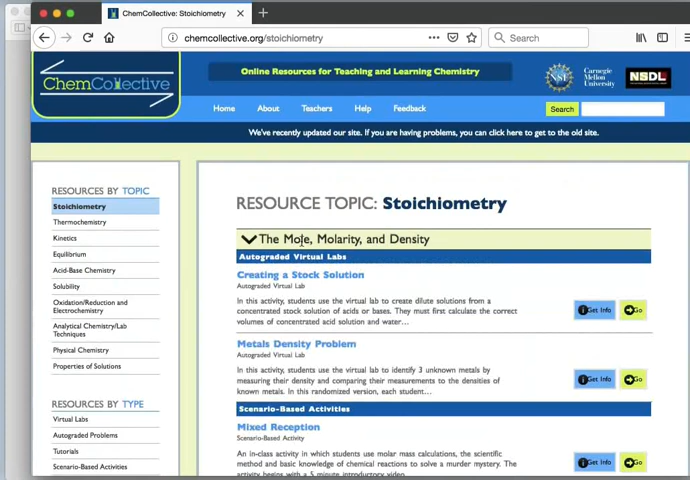 ChemCollective: Stoichiometry
chemcollective.org/stoichiometry
Search
ChemCollective
Online Resources for Teaching and Learning Chemistry
NSF
Carnegie
Mellon
University
NSDL
Home
About
Teachers
Help
Feedback
Search
We've recently updated our site. If you are having problems, you can click here to get to the old site.
RESOURCES BY TOPIC
Stoichiometry
Thermochemistry
Kinetics
Equilibrium
Acid-Base Chemistry
Solubility
Oxidation/Reduction and
Electrochemistry
Analytical Chemistry/Lab
Techniques
Physical Chemistry
Properties of Solutions
RESOURCES BY TYPE
Virtual Labs
Autograded Problems
Tutorials
Scenario-Based Activities
RESOURCE TOPIC: Stoichiometry
The Mole, Molarity, and Density
Autograded Virtual Labs
Creating a Stock Solution
Autograded Virtual Lab
In this activity, students use the virtual lab to create dilute solutions from a
concentrated stock solution of acids or bases. They must first calculate the correct
volumes of concentrated acid solution and water...
Get Info
Go
Metals Density Problem
Autograded Virtual Lab
In this activity, students use the virtual lab to identify 3 unknown metals by
measuring their density and comparing their measurements to the densities of
known metals. In this randomized version, each student...
Get Info
Go
Scenario-Based Activities
Mixed Reception
Scenario-Based Activity
An in-class activity in which students use molar mass calculations, the scientific
method and basic knowledge of chemical reactions to solve a murder mystery. The
activity begins with a 5 minute introductory video
Get Info
Go